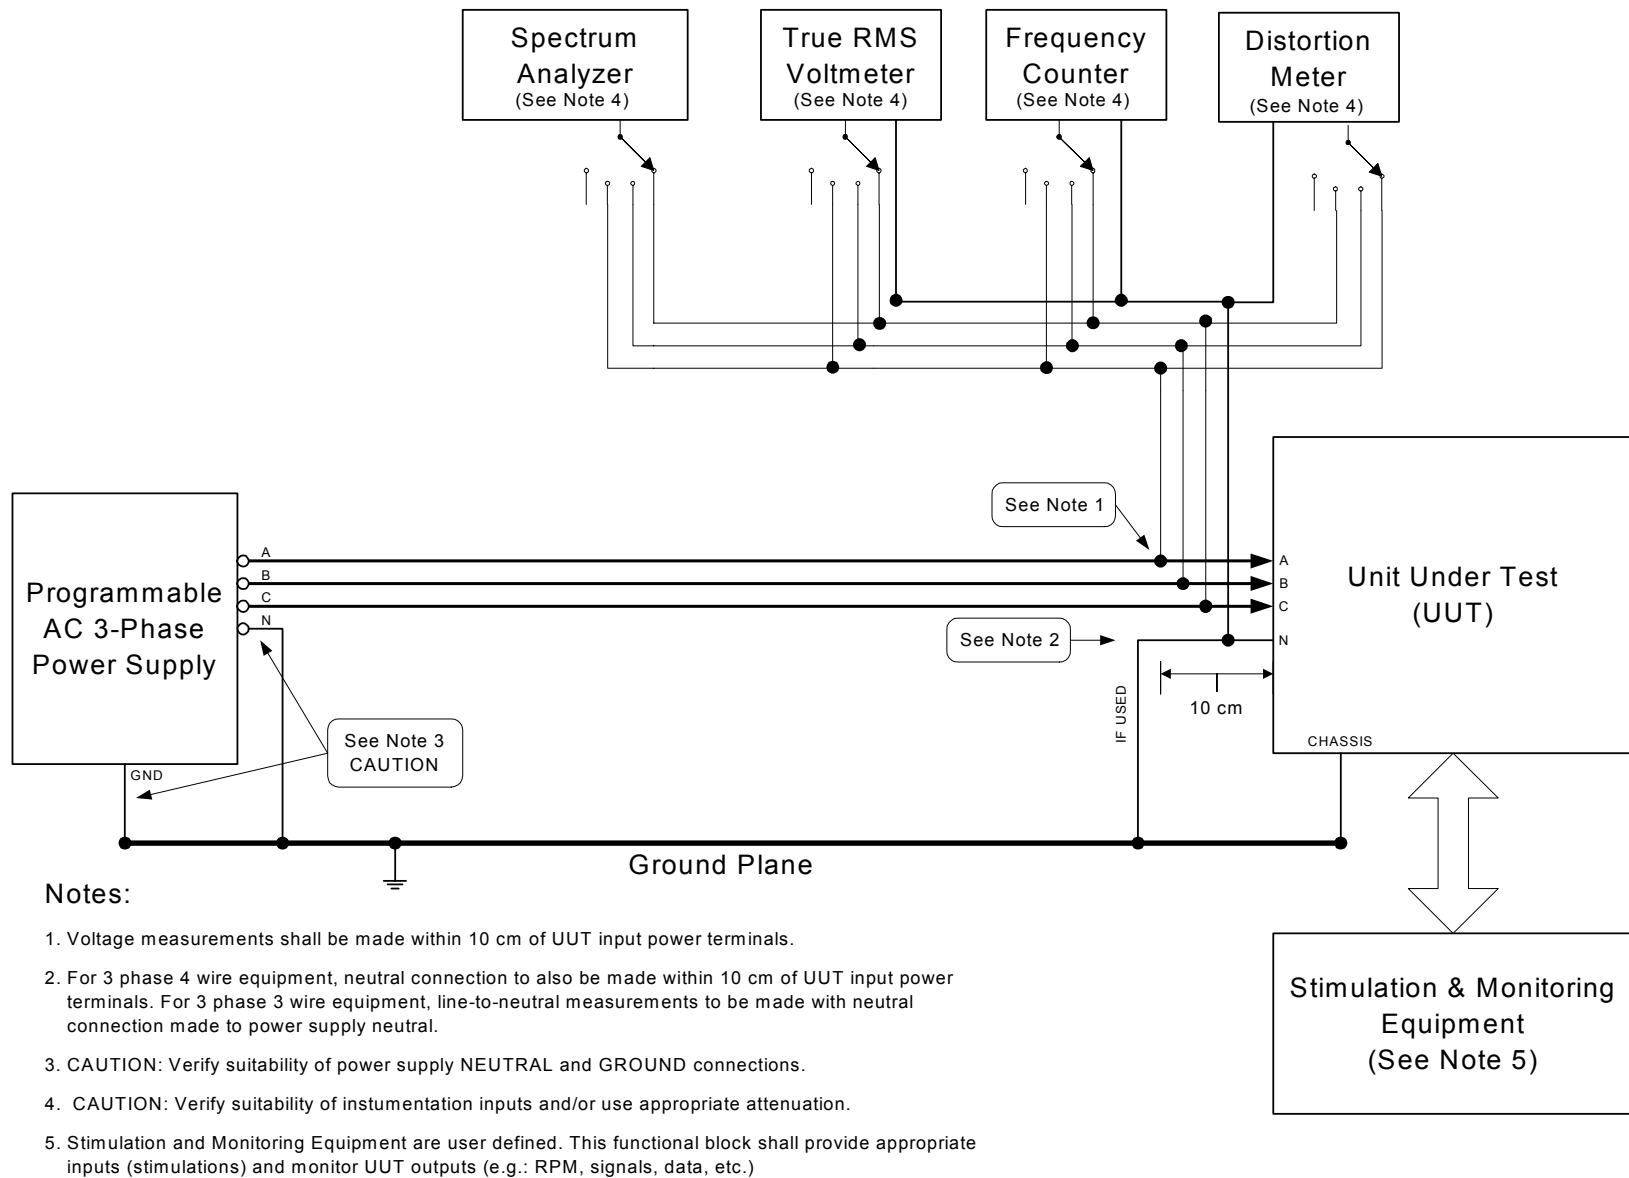 Spectrum
Analyzer
(See Note 4)
True RMS
Voltmeter
(See Note 4)
Frequency
Counter
(See Note 4)
Distortion
Meter
(See Note 4)
See Note 1
Programmable
AC 3-Phase
Power Supply
A
B
C
N
GND
See Note 3
CAUTION
See Note 2
IF USED
10 cm
A
B
C
N
Unit Under Test
(UUT)
CHASSIS
Ground Plane
Stimulation & Monitoring
Equipment
(See Note 5)
Notes:
1. Voltage measurements shall be made within 10 cm of UUT input power terminals.
2. For 3 phase 4 wire equipment, neutral connection to also be made within 10 cm of UUT input power
terminals. For 3 phase 3 wire equipment, line-to-neutral measurements to be made with neutral
connection made to power supply neutral.
3. CAUTION: Verify suitability of power supply NEUTRAL and GROUND connections.
4. CAUTION: Verify suitability of instumentation inputs and/or use appropriate attenuation.
5. Stimulation and Monitoring Equipment are user defined. This functional block shall provide appropriate
inputs (stimulations) and monitor UUT outputs (e.g.: RPM, signals, data, etc.)